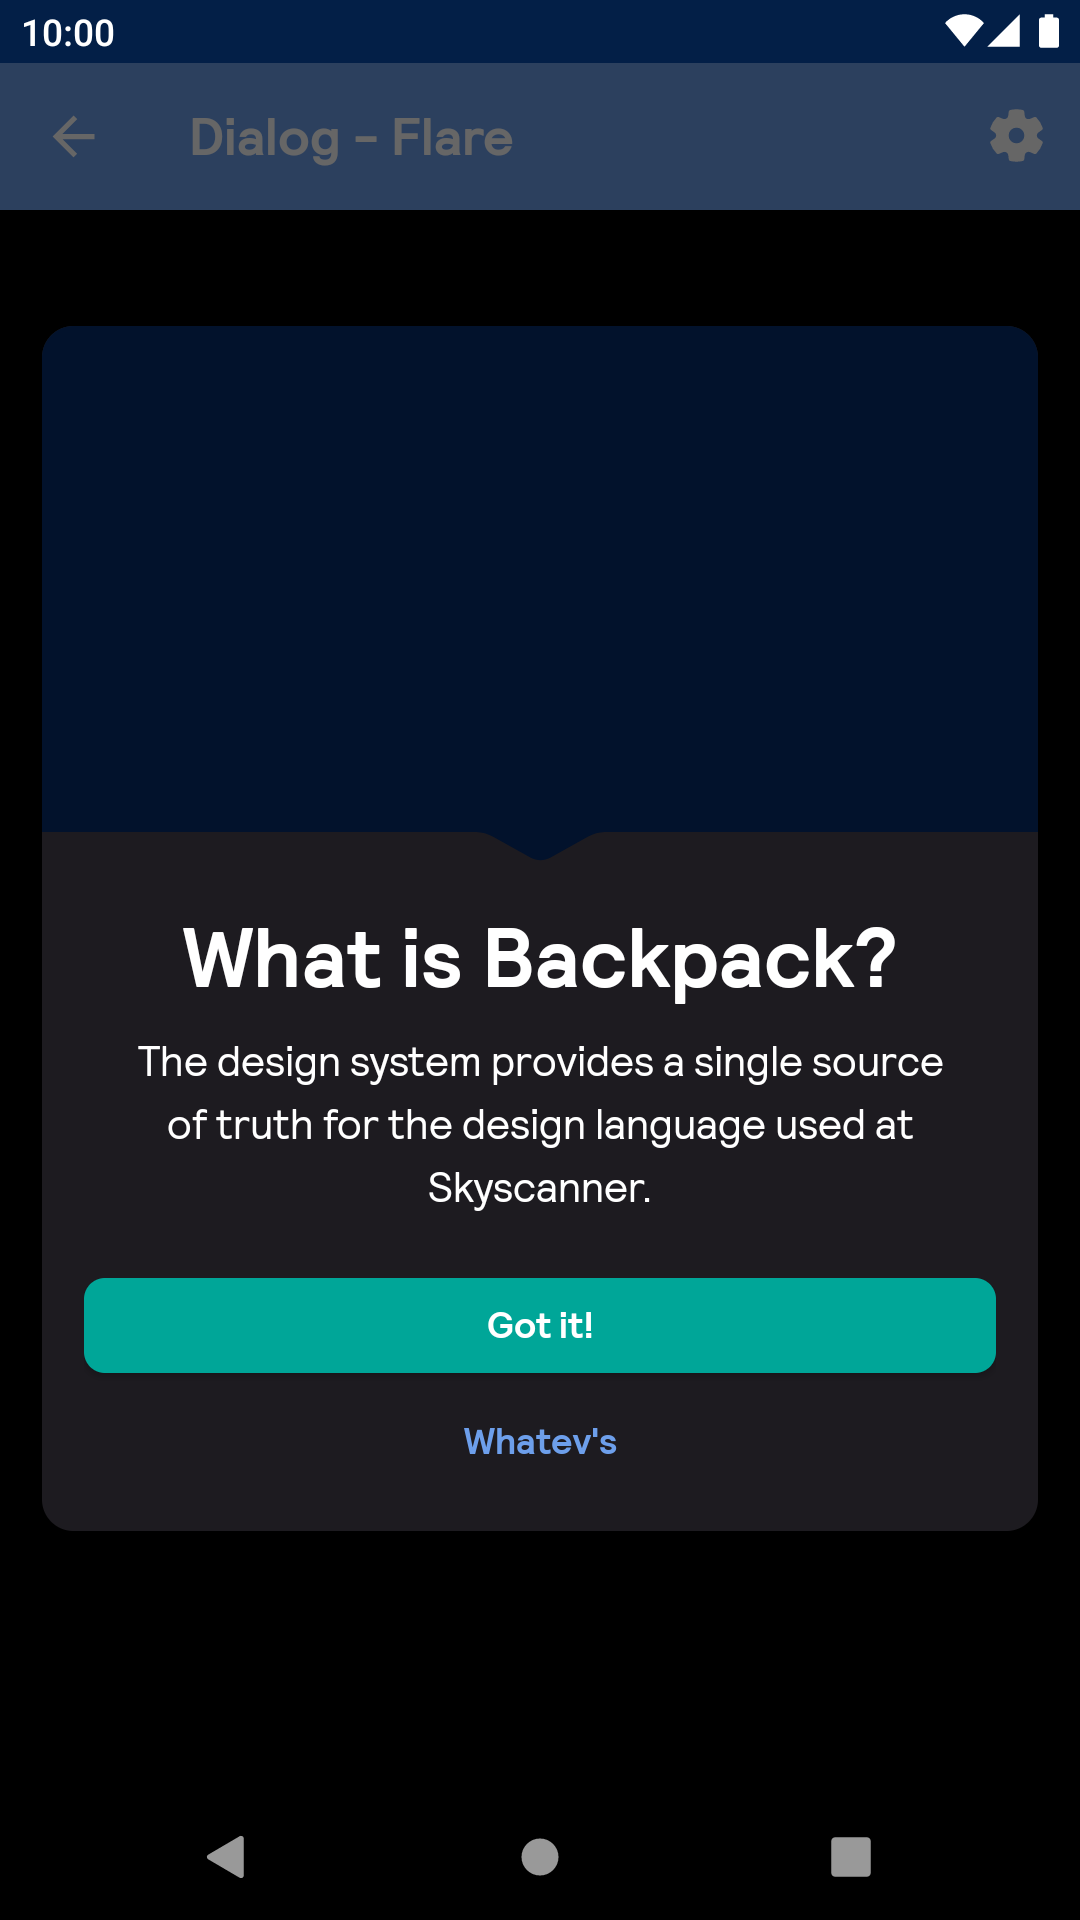 10:00
Dialog - Flare
What is Backpack?
The design system provides a single source
of truth for the design language used at
Skyscanner.
Got it!
Whatev's